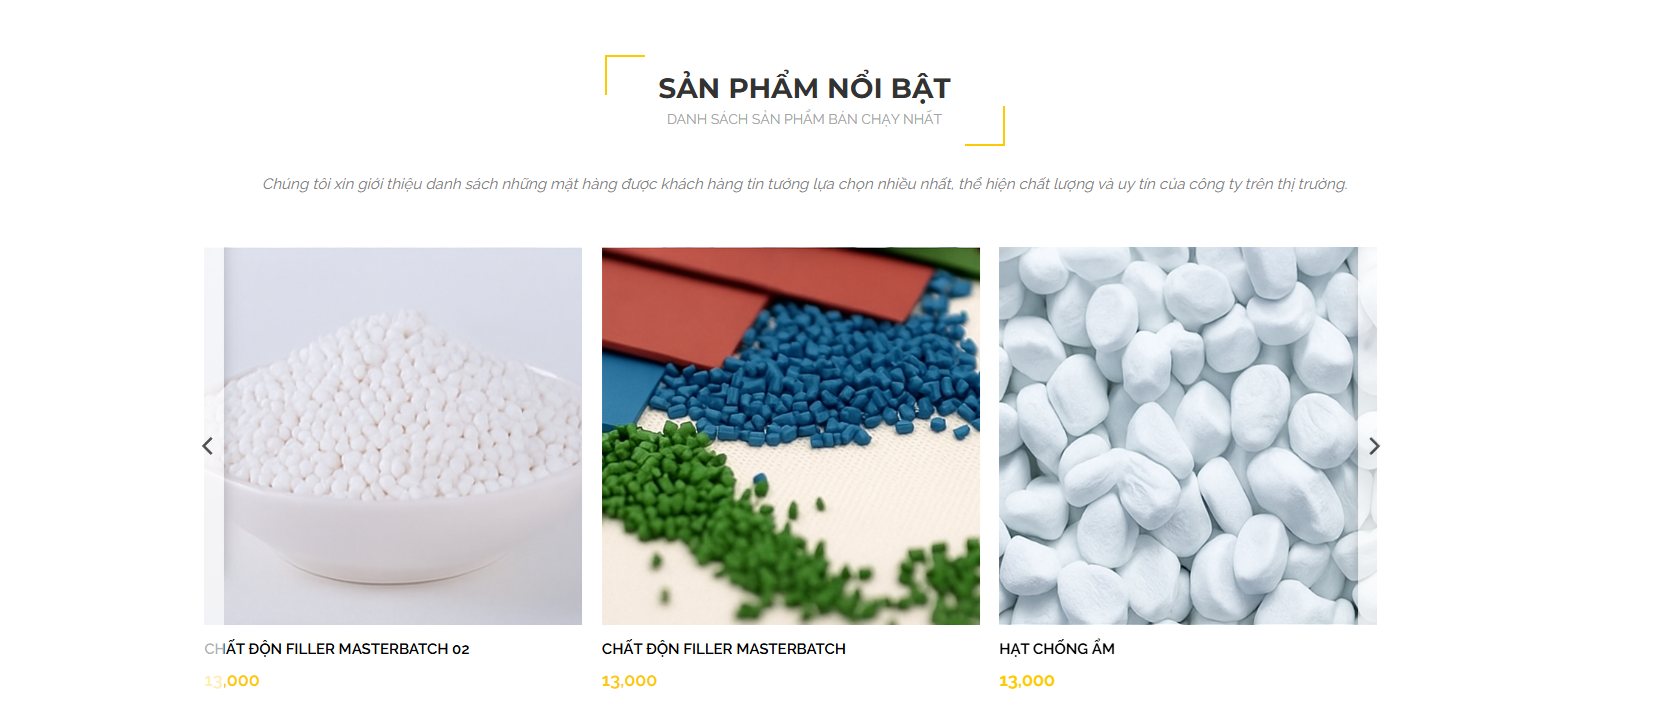 SẢN PHẨM NỔI BẬT
DANH SÁCH SẢN PHẨM BÁN CHẠY NHẤT
Chúng tôi xin giới thiệu danh sách những mặt hàng được khách hàng tin tưởng lựa chọn nhiều nhất, thể hiện chất lượng và uy tín của công ty trên thị trường.
CHẤT ĐỘN FILLER MASTERBATCH 02
13,000
CHẤT ĐỘN FILLER MASTERBATCH
13,000
HẠT CHỐNG ẨM
13,000